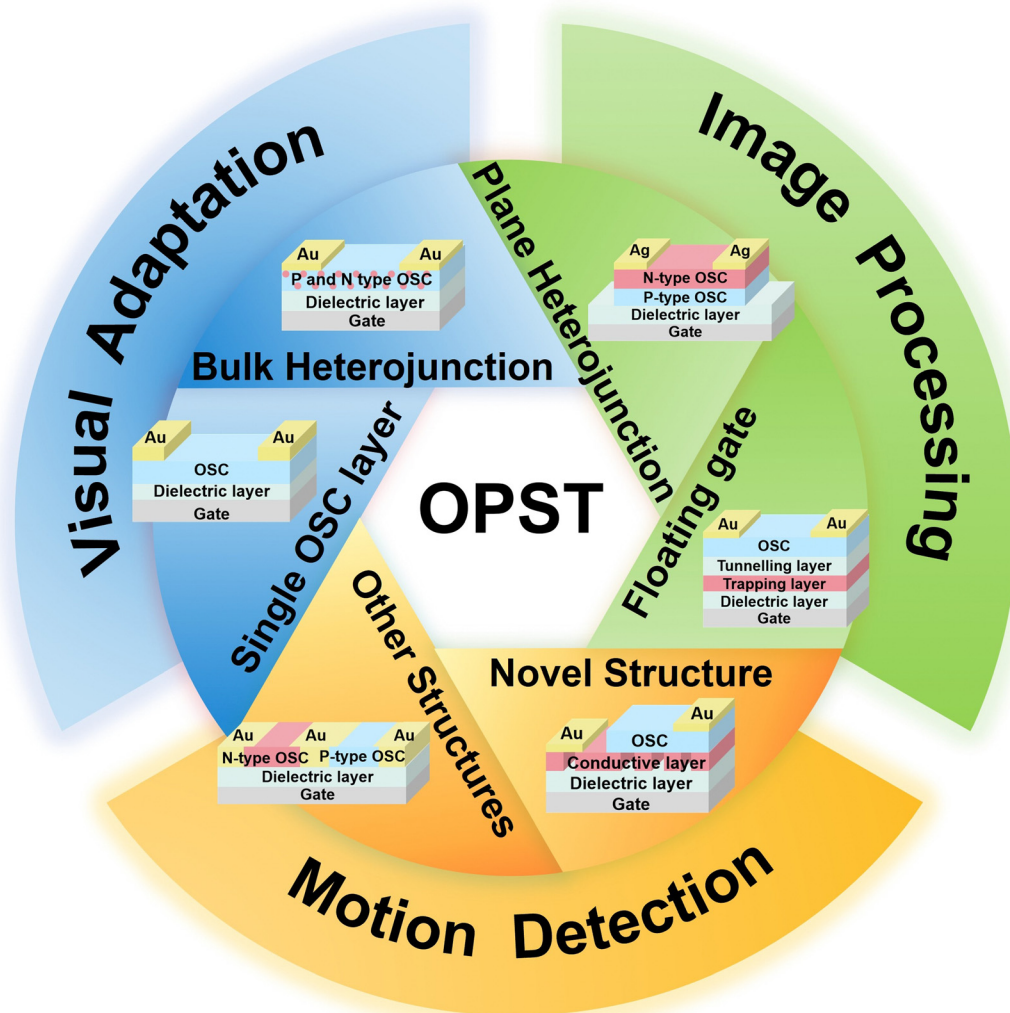 Visual Adaptation
Image Processing
Motion Detection
OPST
Bulk Heterojunction
Au
Au
P and N type OSC
Dielectric layer
Gate
Plane Heterojunction
Ag
Ag
N-type OSC
P-type OSC
Dielectric layer
Gate
Floating gate
Au
Au
OSC
Tunnelling layer
Trapping layer
Dielectric layer
Gate
Novel Structure
Au
Au
OSC
Conductive layer
Dielectric layer
Gate
Other Structures
Au
Au
Au
N-type OSC
P-type OSC
Dielectric layer
Gate
Single OSC layer
Au
Au
OSC
Dielectric layer
Gate